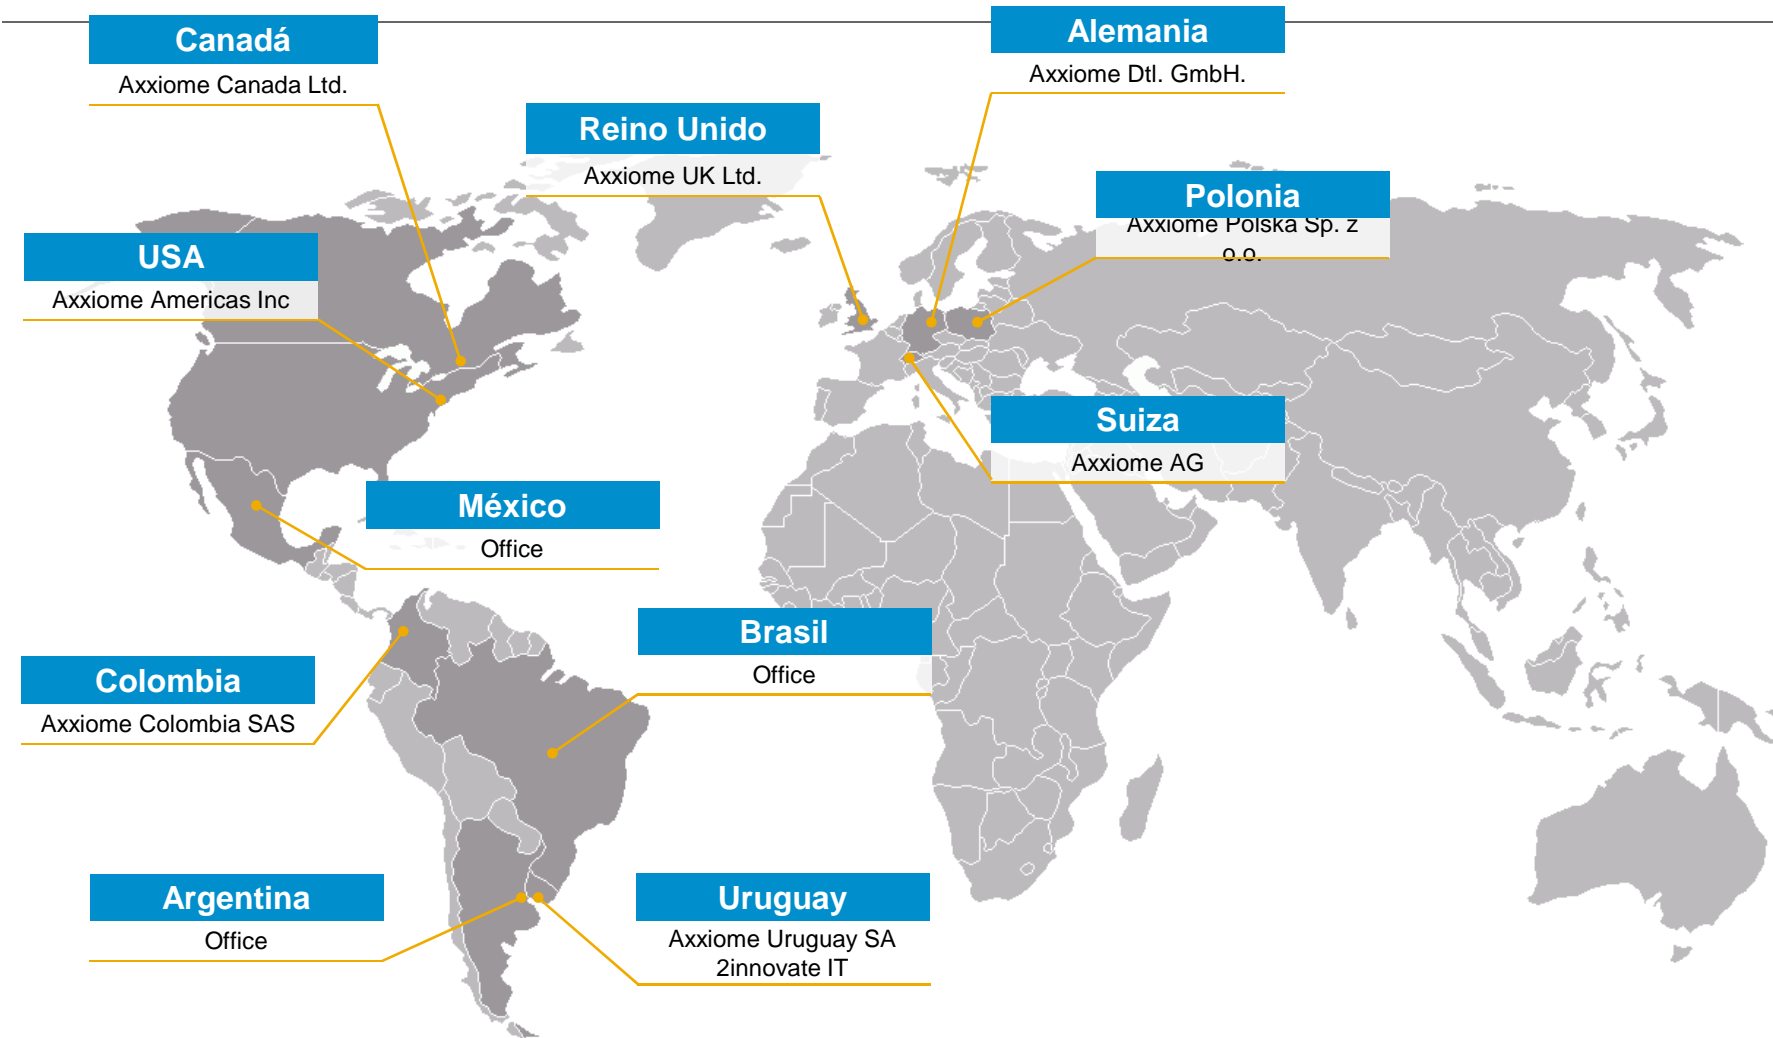 Canadá
Axxiome Canada Ltd.
Alemania
Axxiome Dtl. GmbH.
Reino Unido
Axxiome UK Ltd.
Polonia
Axxiome Polska Sp. z
o.o.
USA
Axxiome Americas Inc
Suiza
Axxiome AG
México
Office
Brasil
Office
Colombia
Axxiome Colombia SAS
Argentina
Office
Uruguay
Axxiome Uruguay SA
2innovate IT